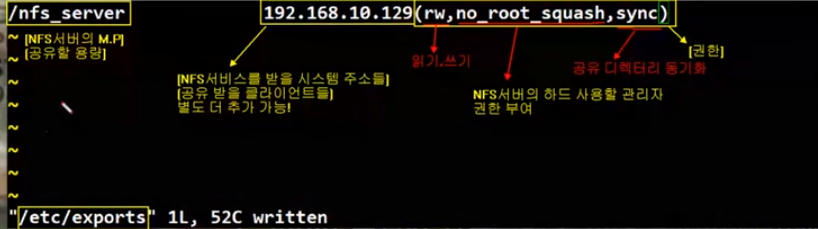 /nfs_server 192.168.10.129(rw,no_root_squash,sync)
~ [NFS서버의 M.P]
[공유할 용량]
~
~
~
~
~
~
~
~
[NFS서비스를 받을 시스템 주소들]
[공유 받을 클라이언트들]
별도 더 추가 가능!
읽기,쓰기
NFS서버의 하드 사용할 관리자
권한 부여
공유 디렉터리 동기화
[권한]
"/etc/exports" 1L, 52C written